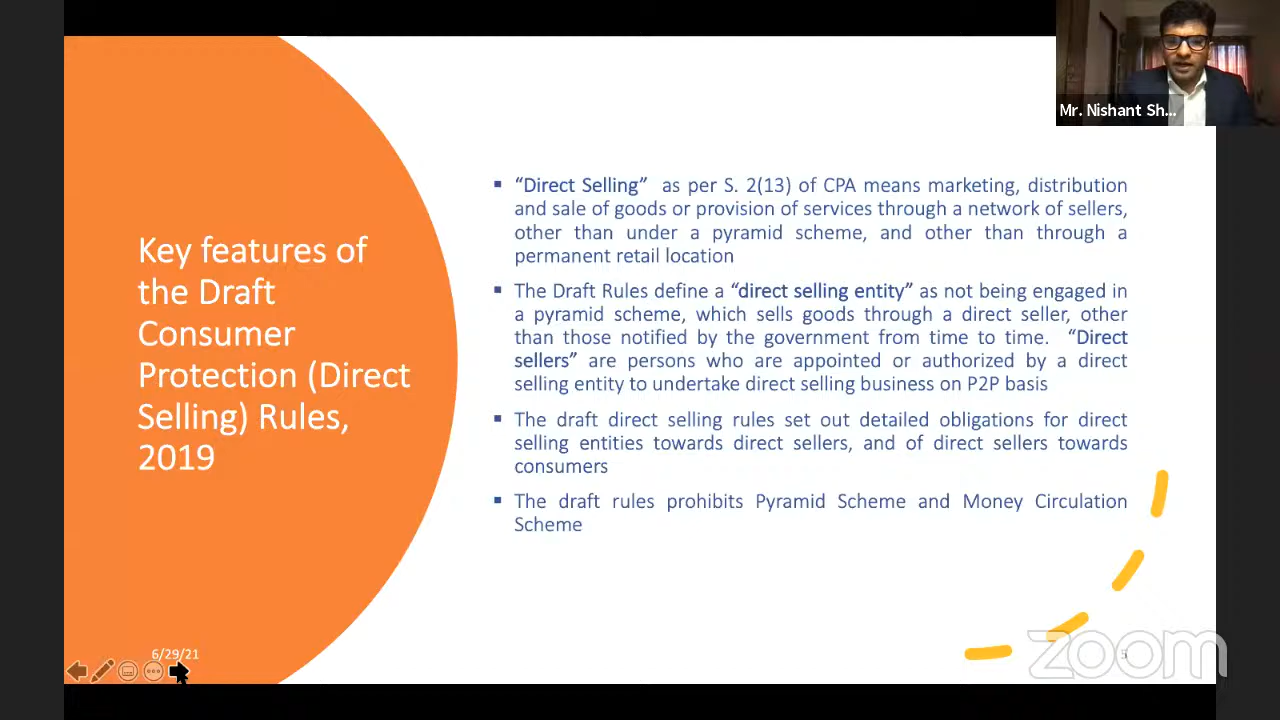 Mr. Nishant Sh...
Key features of
the Draft
Consumer
Protection (Direct
Selling) Rules,
2019
▪ “Direct Selling” as per S. 2(13) of CPA means marketing, distribution
and sale of goods or provision of services through a network of sellers,
other than under a pyramid scheme, and other than through a
permanent retail location
▪ The Draft Rules define a “direct selling entity” as not being engaged in
a pyramid scheme, which sells goods through a direct seller, other
than those notified by the government from time to time. “Direct
sellers” are persons who are appointed or authorized by a direct
selling entity to undertake direct selling business on P2P basis
▪ The draft direct selling rules set out detailed obligations for direct
selling entities towards direct sellers, and of direct sellers towards
consumers
▪ The draft rules prohibits Pyramid Scheme and Money Circulation
Scheme
6/29/21
5
zoom